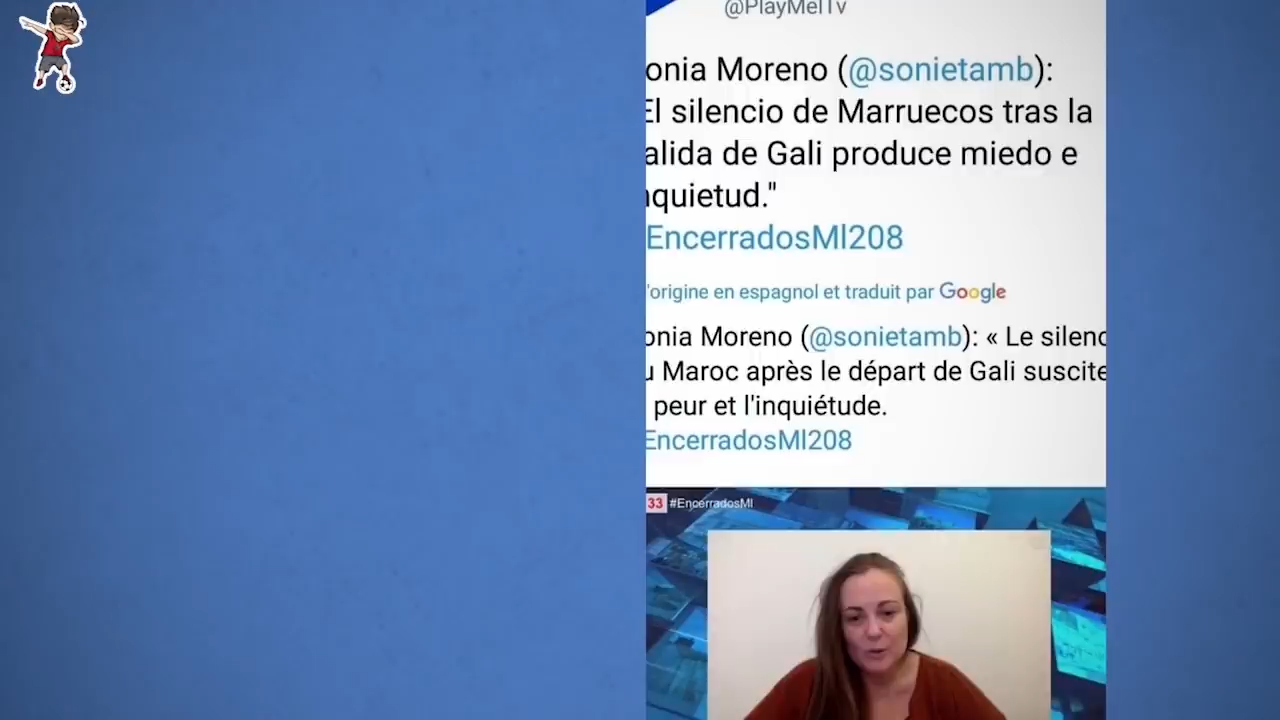 @PlayMelTv
onia Moreno (@sonietamb):
El silencio de Marruecos tras la
alida de Gali produce miedo e
nquietud."
EncerradosMl208
'origine en espagnol et traduit par Google
onia Moreno (@sonietamb): « Le silenc
u Maroc après le départ de Gali suscite
peur et l'inquiétude.
EncerradosMl208
33 #EncerradosMl